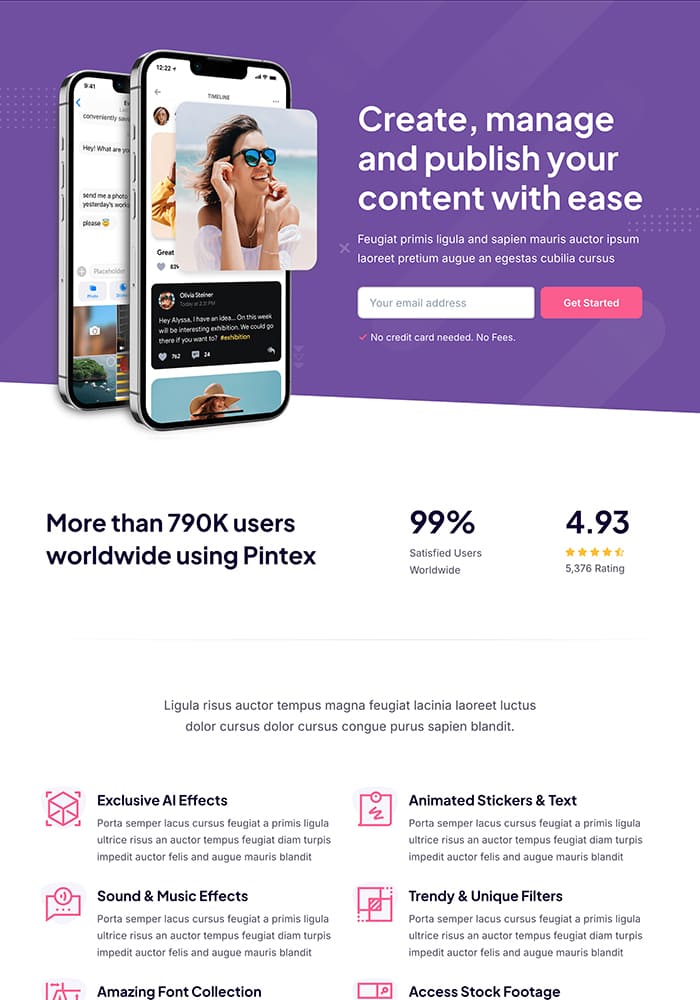 9:41
conveniently
Hey! What are
send me a photo
yesterday's
please 😇
Placeholder
Photo
12:22
TIMELINE
Great
Olivia Steiner
Today at 2:31 PM
Hey Alyssa, I have an idea... On this week
will be interesting exhibition. We could go
there if you want? #exhibition
762 24
Create, manage
and publish your
content with ease
Feugiat primis ligula and sapien mauris auctor ipsum
laoreet pretium augue an egestas cubilia cursus
Your email address
Get Started
No credit card needed. No Fees.
More than 790K users
worldwide using Pintex
99%
Satisfied Users
Worldwide
4.93
5,376 Rating
Ligula risus auctor tempus magna feugiat lacinia laoreet luctus
dolor cursus dolor cursus congue purus sapien blandit.
Exclusive AI Effects
Porta semper lacus cursus feugiat a primis ligula
ultrice risus an auctor tempus feugiat diam turpis
impedit auctor felis and augue mauris blandit
Animated Stickers & Text
Porta semper lacus cursus feugiat a primis ligula
ultrice risus an auctor tempus feugiat diam turpis
impedit auctor felis and augue mauris blandit
Sound & Music Effects
Porta semper lacus cursus feugiat a primis ligula
ultrice risus an auctor tempus feugiat diam turpis
impedit auctor felis and augue mauris blandit
Trendy & Unique Filters
Porta semper lacus cursus feugiat a primis ligula
ultrice risus an auctor tempus feugiat diam turpis
impedit auctor felis and augue mauris blandit
Amazing Font Collection
Access Stock Footage